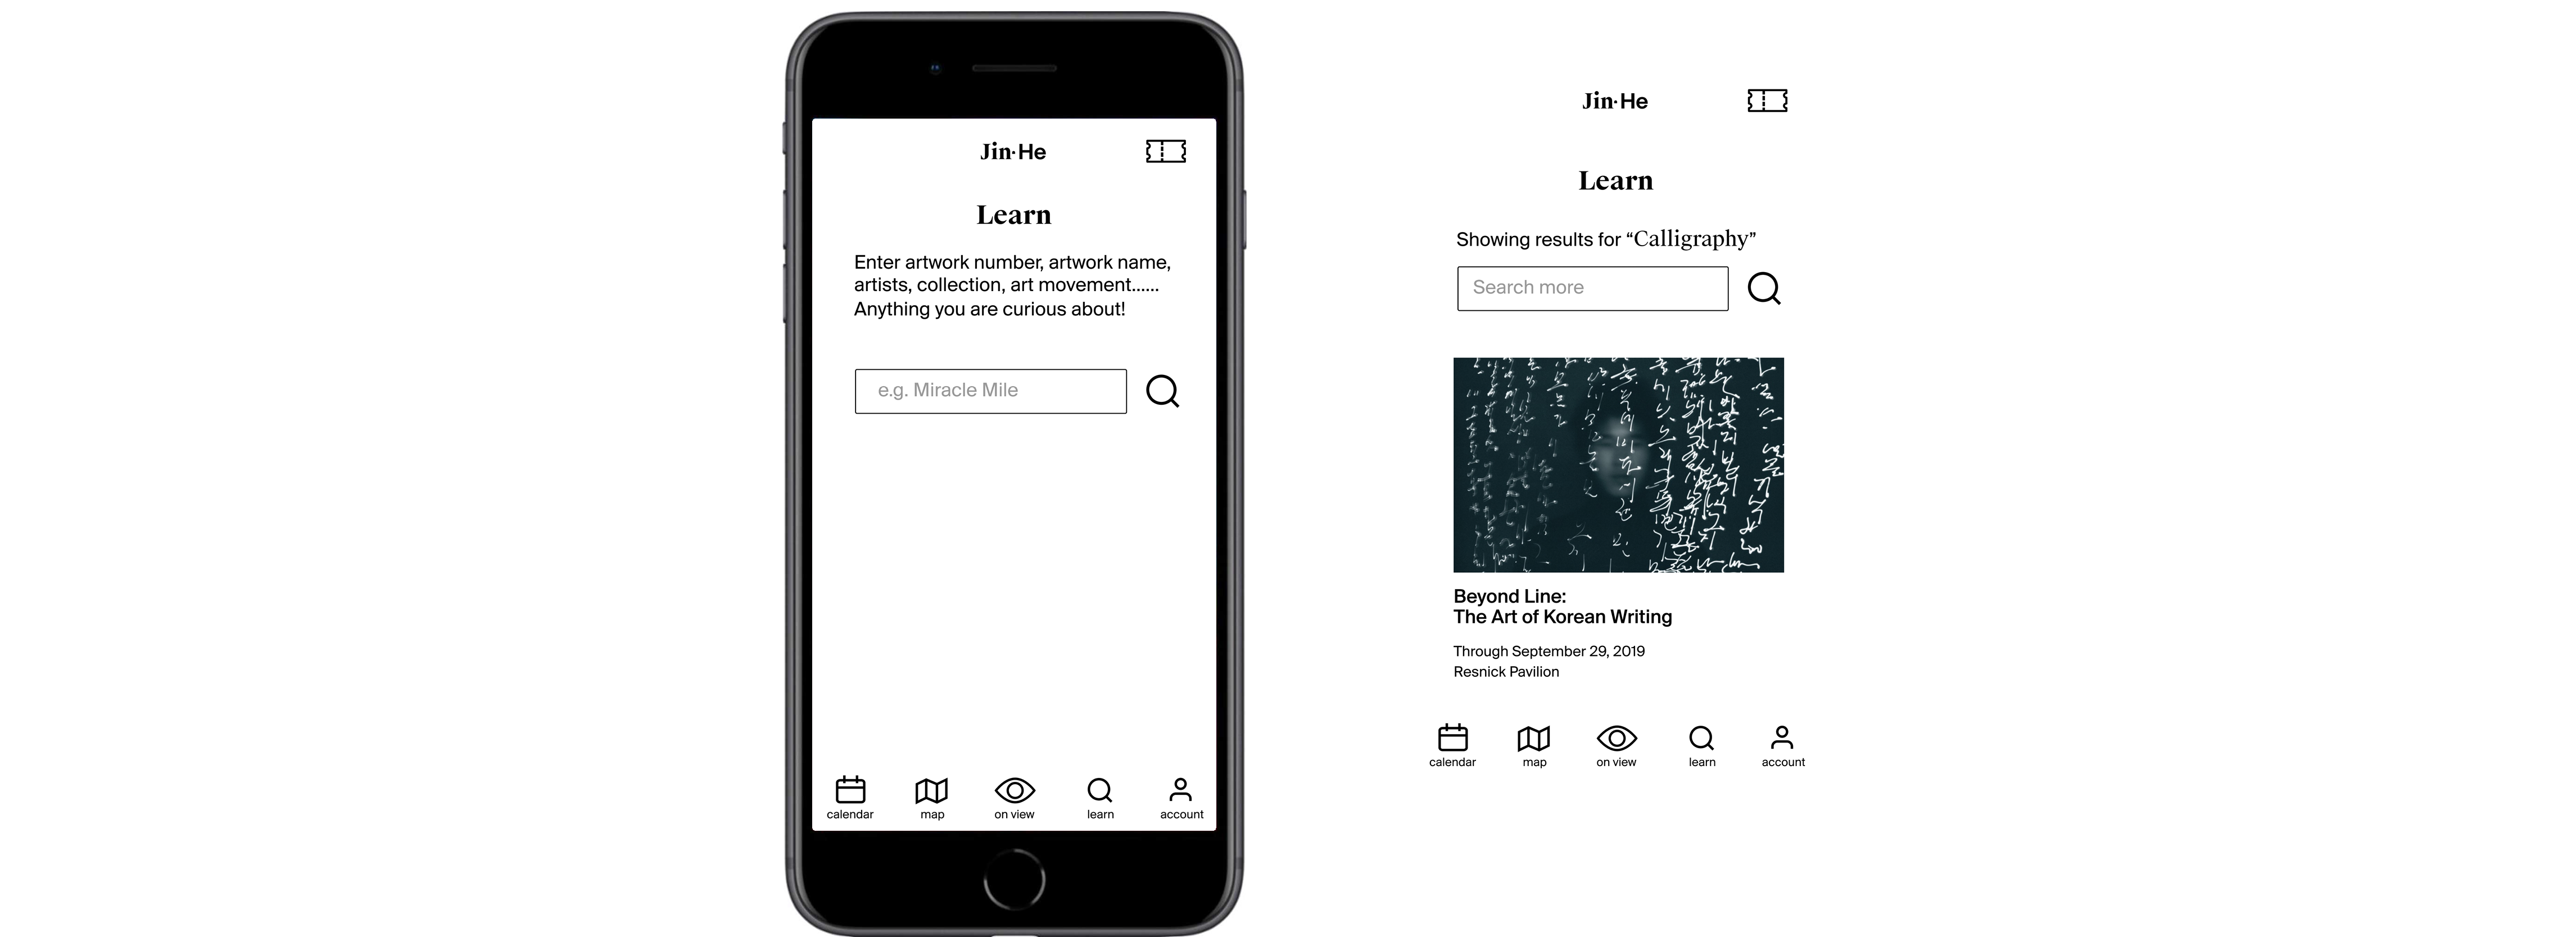 Jin·He
Learn
Enter artwork number, artwork name,
artists, collection, art movement......
Anything you are curious about!
e.g. Miracle Mile
calendar
map
on view
learn
account
Jin·He
Learn
Showing results for “Calligraphy”
Search more
Beyond Line:
The Art of Korean Writing
Through September 29, 2019
Resnick Pavilion
calendar
map
on view
learn
account